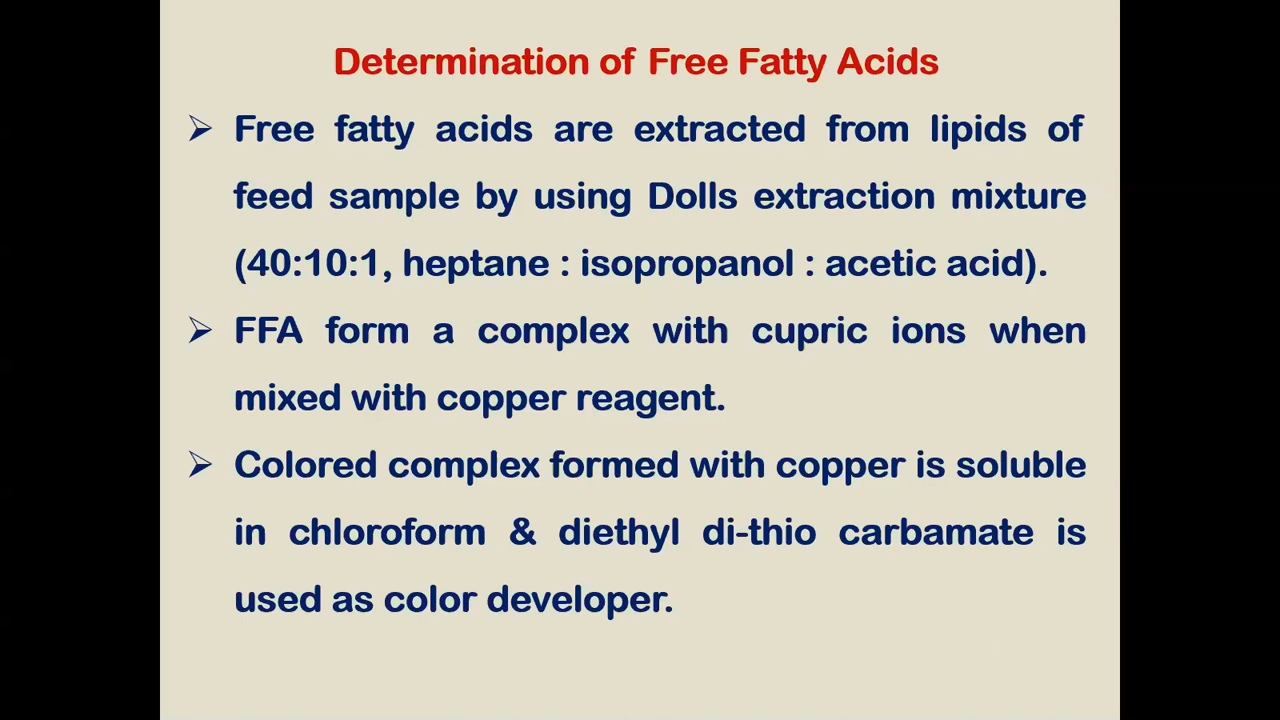 Determination of Free Fatty Acids
➢ Free fatty acids are extracted from lipids of
feed sample by using Dolls extraction mixture
(40:10:1, heptane : isopropanol : acetic acid).
➢ FFA form a complex with cupric ions when
mixed with copper reagent.
➢ Colored complex formed with copper is soluble
in chloroform & diethyl di-thio carbamate is
used as color developer.